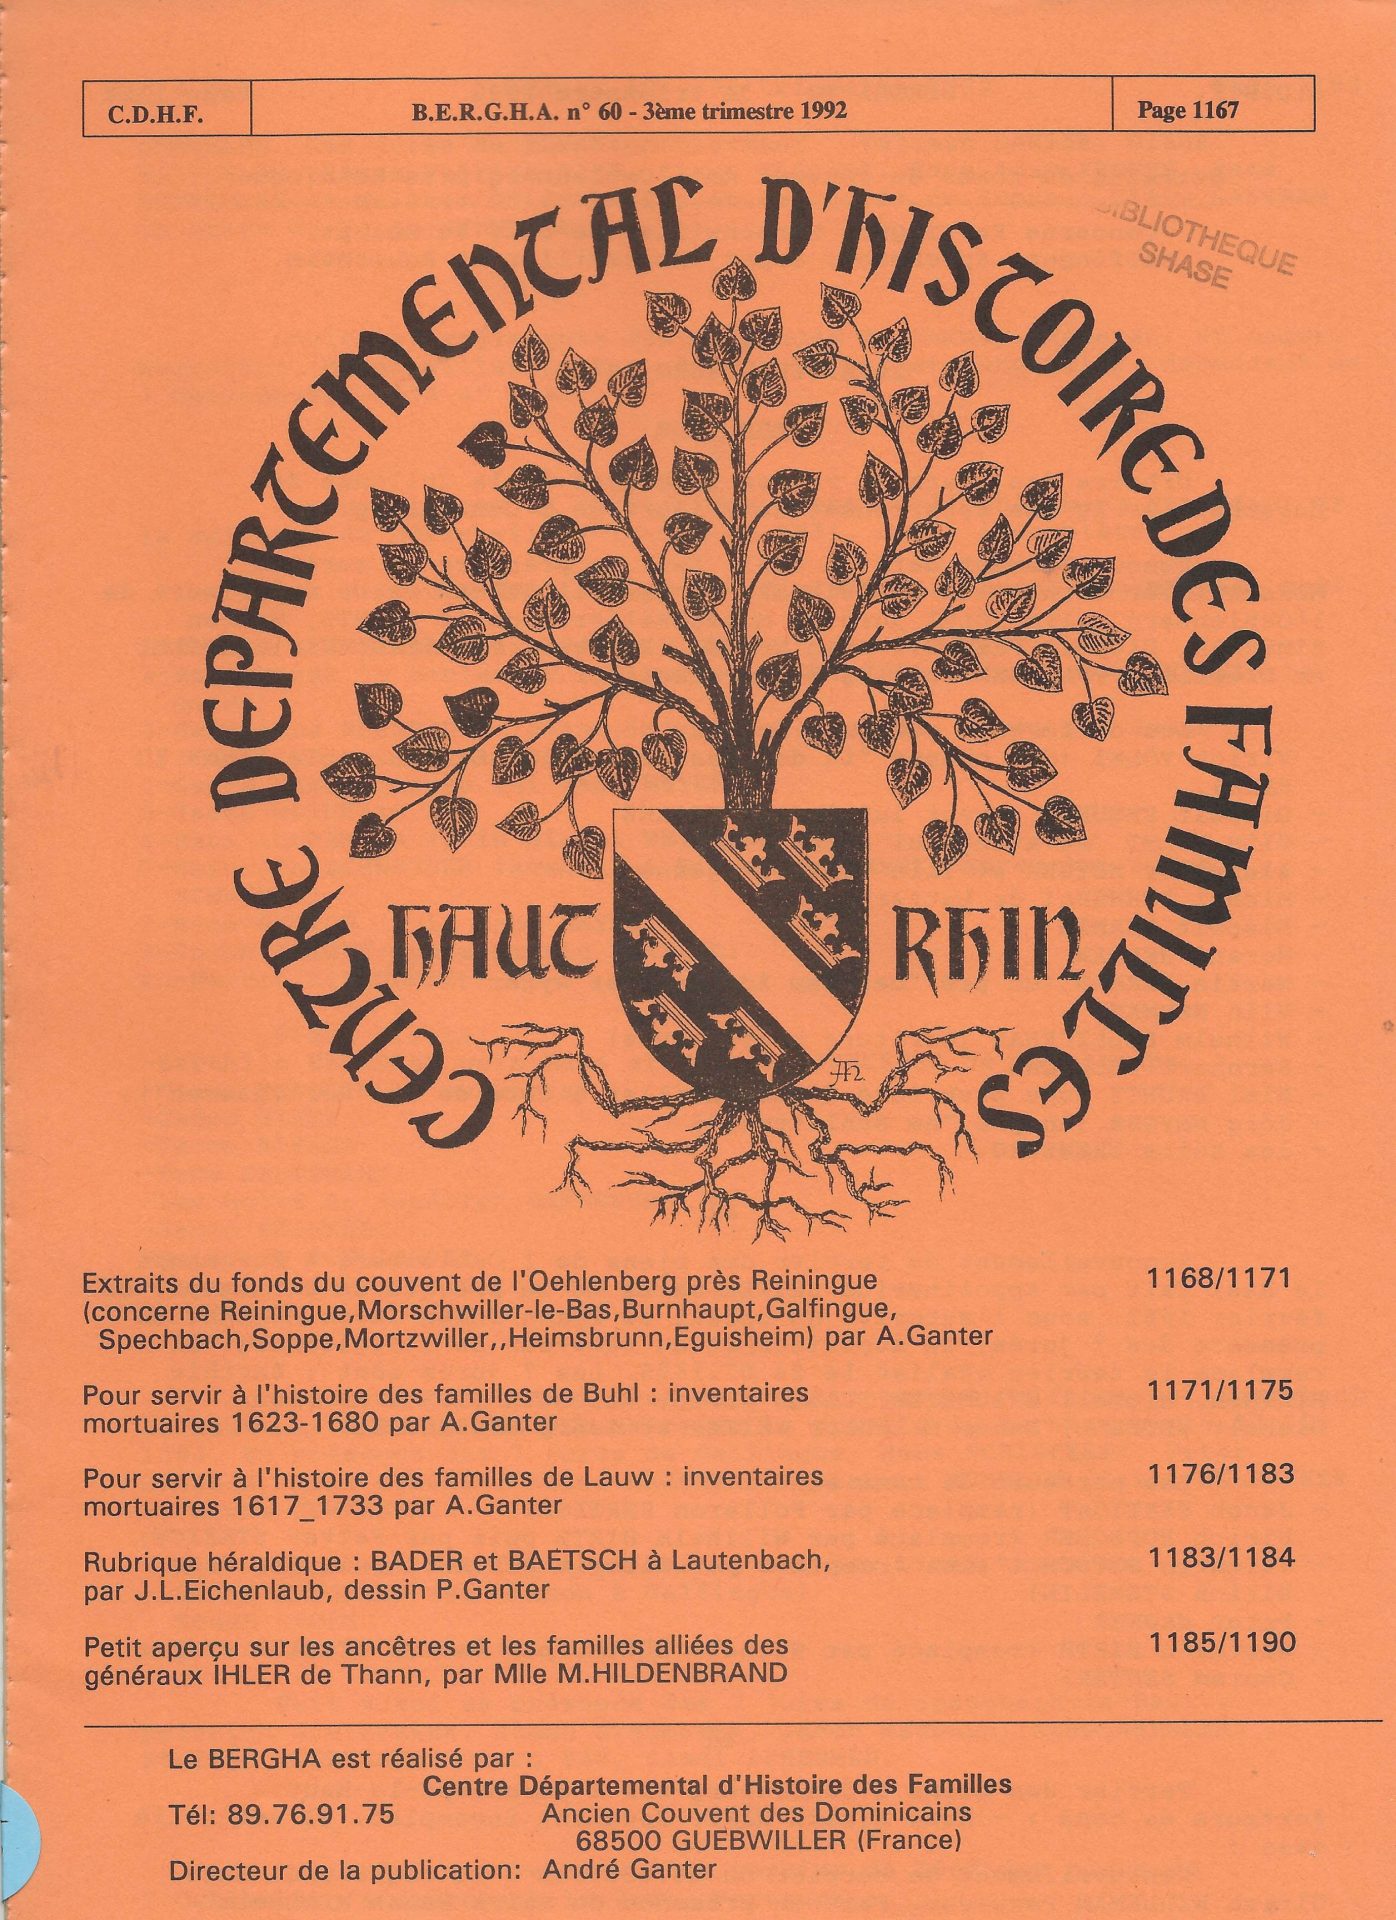 C.D.H.F.
B.E.R.G.H.A. n° 60 - 3ème trimestre 1992
Page 1167
CENTRE DEPARTEMENTAL D'HISTOIRE DES FAMILLES
BIBLIOTHEQUE
SHASE
HAUT RHIN
Extraits du fonds du couvent de l'Oehlenberg près Reiningue 1168/1171
(concerne Reiningue,Morschwiller-le-Bas,Burnhaupt,Galfingue,
Spechbach,Soppe,Mortzwiller,,Heimsbrunn,Eguisheim) par A.Ganter
Pour servir à l'histoire des familles de Buhl : inventaires 1171/1175
mortuaires 1623-1680 par A.Ganter
Pour servir à l'histoire des familles de Lauw : inventaires 1176/1183
mortuaires 1617_1733 par A.Ganter
Rubrique héraldique : BADER et BAETSCH à Lautenbach, 1183/1184
par J.L.Eichenlaub, dessin P.Ganter
Petit aperçu sur les ancêtres et les familles alliées des 1185/1190
généraux IHLER de Thann, par Mlle M.HILDENBRAND
Le BERGHA est réalisé par :
Centre Départemental d'Histoire des Familles
Tél: 89.76.91.75 Ancien Couvent des Dominicains
68500 GUEBWILLER (France)
Directeur de la publication: André Ganter